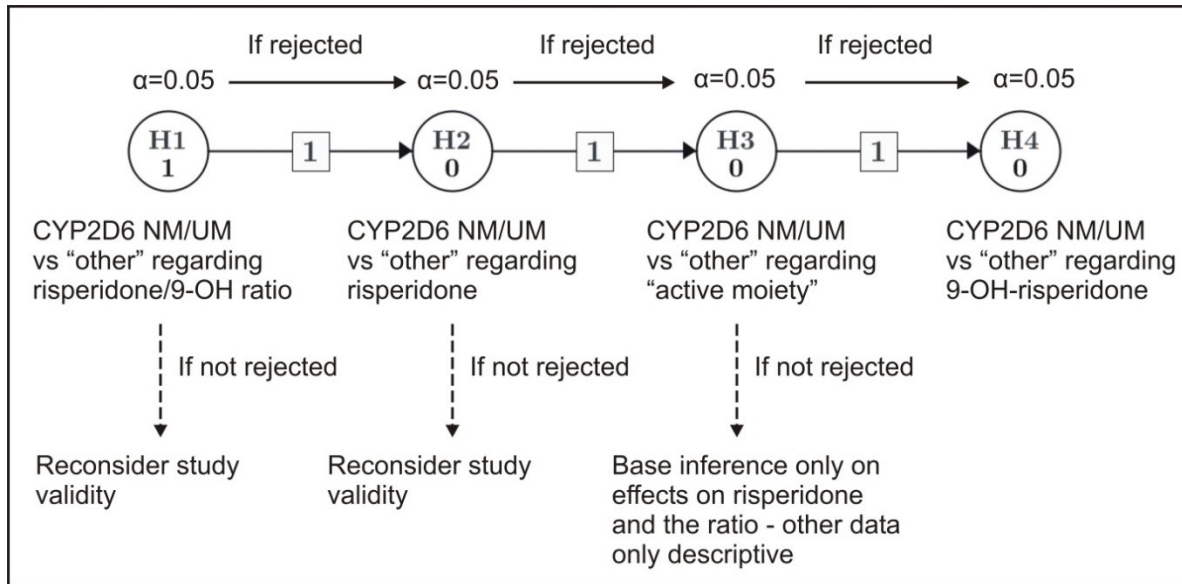 If rejected
If rejected
If rejected
α=0.05
α=0.05
α=0.05
α=0.05
H1
1
1
H2
0
1
H3
0
1
H4
0
CYP2D6 NM/UM
vs “other” regarding
risperidone/9-OH ratio
CYP2D6 NM/UM
vs “other” regarding
risperidone
CYP2D6 NM/UM
vs “other” regarding
“active moiety”
CYP2D6 NM/UM
vs “other” regarding
9-OH-risperidone
If not rejected
If not rejected
If not rejected
Reconsider study
validity
Reconsider study
validity
Base inference only on
effects on risperidone
and the ratio - other data
only descriptive